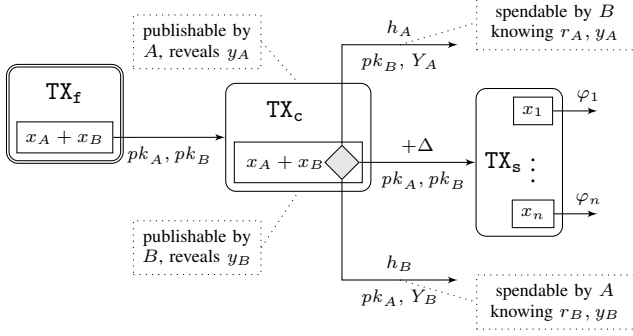 publishable by
A, reveals y_A
h_A
pk_B, Y_A
spendable by B
knowing r_A, y_A
TX_f
x_A + x_B
pk_A, pk_B
TX_c
x_A + x_B
+Δ
pk_A, pk_B
TX_s
x_1
⋮
x_n
φ_1
φ_n
publishable by
B, reveals y_B
h_B
pk_A, Y_B
spendable by A
knowing r_B, y_B